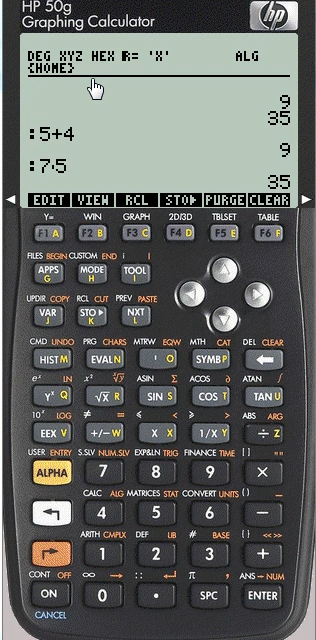 HP 50g
Graphing Calculator
hp
DEG XYZ HEX R= 'X' ALG
{HOME}
9
35
:5+4
9
:7·5
35
EDIT VIEW RCL STO▶ PURGE CLEAR
Y= WIN GRAPH 2D/3D TBLSET TABLE
F1 A F2 B F3 C F4 D F5 E F6 F
FILES BEGIN CUSTOM END i I
APPS G MODE H TOOL I
UPDIR COPY RCL CUT PREV PASTE
VAR J STO▶ K NXT L
CMD UNDO PRG CHARS MTRW EQW MTH CAT DEL CLEAR
HIST M EVAL N ' O SYMB P
eˣ LN x² ˣ√y ASIN Σ ACOS ∂ ATAN ∫
Yˣ Q √X R SIN S COS T TAN U
10ˣ LOG ≠ = ≤ < ≥ > ABS ARG
EEX V +/− W X X 1/X Y ÷ Z
USER ENTRY S.SLV NUM.SLV EXP&LN TRIG FINANCE TIME [ ] " "
ALPHA 7 8 9 ×
CALC ALG MATRICES STAT CONVERT UNITS ( ) _
4 5 6 −
ARITH CMPLX DEF LIB # BASE { } « »
1 2 3 +
CONT OFF ∞ → : : ↵ π , ANS →NUM
ON 0 · SPC ENTER
CANCEL